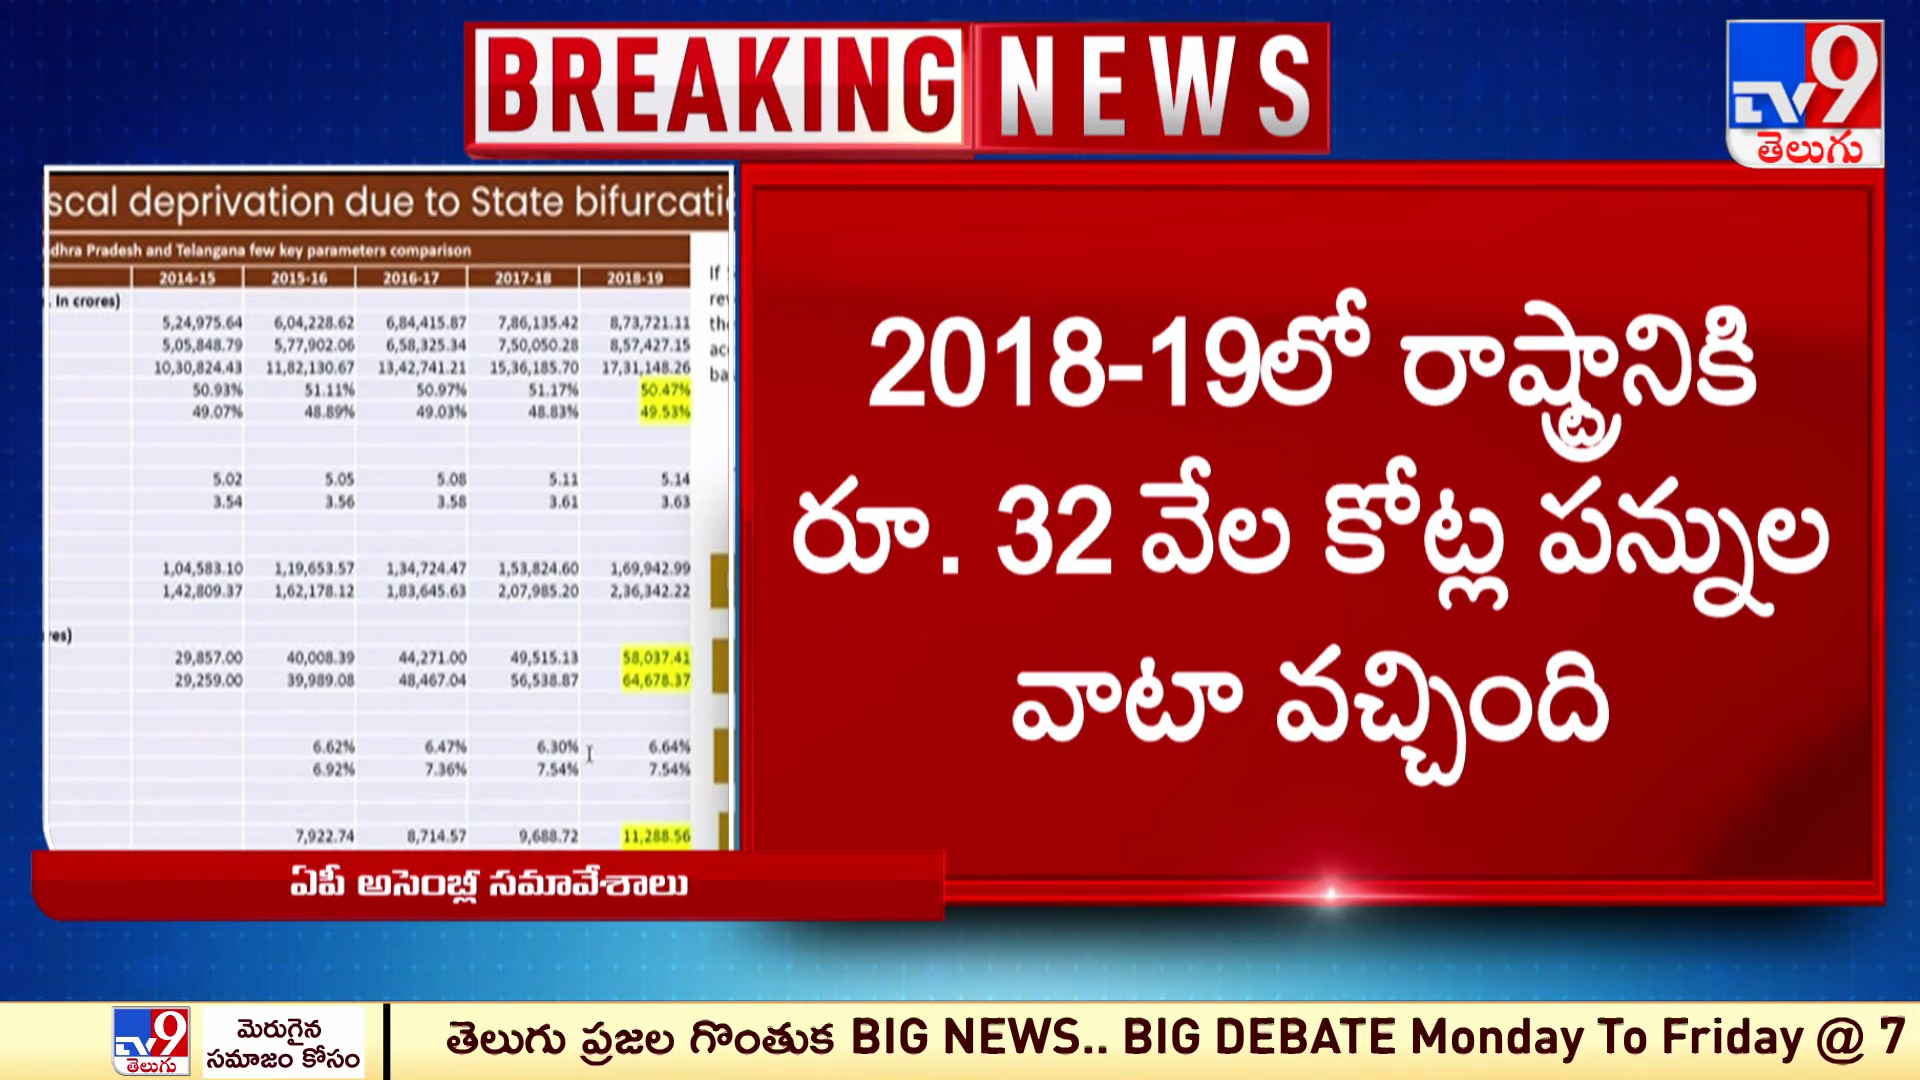 BREAKING NEWS
TV9
తెలుగు
scal deprivation due to State bifurcati
dhra Pradesh and Telangana few key parameters comparison
2014-15 2015-16 2016-17 2017-18 2018-19
. In crores)
5,24,975.64 6,04,228.62 6,84,415.87 7,86,135.42 8,73,721.11
5,05,848.79 5,77,902.06 6,58,325.34 7,50,050.28 8,57,427.15
10,30,824.43 11,82,130.67 13,42,741.21 15,36,185.70 17,31,148.26
50.93% 51.11% 50.97% 51.17% 50.47%
49.07% 48.89% 49.03% 48.83% 49.53%
5.02 5.05 5.08 5.11 5.14
3.54 3.56 3.58 3.61 3.63
1,04,583.10 1,19,653.57 1,34,724.47 1,53,824.60 1,69,942.99
1,42,809.37 1,62,178.12 1,83,645.63 2,07,985.20 2,36,342.22
res)
29,857.00 40,008.39 44,271.00 49,515.13 58,037.41
29,259.00 39,989.08 48,467.04 56,538.87 64,678.37
6.62% 6.47% 6.30% 6.64%
6.92% 7.36% 7.54% 7.54%
7,922.74 8,714.57 9,688.72 11,288.56
If
rev
the
ac
ba
2018-19లో రాష్ట్రానికి
రూ. 32 వేల కోట్ల పన్నుల
వాటా వచ్చింది
ఏపీ అసెంబ్లీ సమావేశాలు
TV9
తెలుగు
మెరుగైన
సమాజం కోసం
తెలుగు ప్రజల గొంతుక BIG NEWS.. BIG DEBATE Monday To Friday @ 7